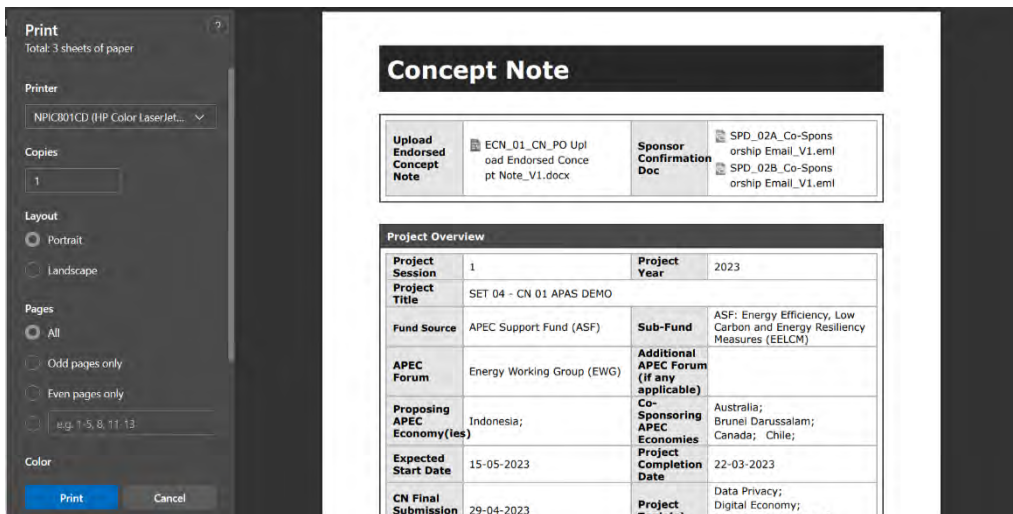 Print
?
Total: 3 sheets of paper
Printer
NPIC801CD (HP Color LaserJet...
Copies
1
Layout
Portrait
Landscape
Pages
All
Odd pages only
Even pages only
e.g. 1-5, 8, 11-13
Color
Print
Cancel
Concept Note
Upload
Endorsed
Concept
Note
ECN_01_CN_PO Upl
oad Endorsed Conce
pt Note_V1.docx
Sponsor
Confirmation
Doc
SPD_02A_Co-Spons
orship Email_V1.eml
SPD_02B_Co-Spons
orship Email_V1.eml
Project Overview
Project
Session
1
Project
Year
2023
Project
Title
SET 04 - CN 01 APAS DEMO
Fund Source
APEC Support Fund (ASF)
Sub-Fund
ASF: Energy Efficiency, Low
Carbon and Energy Resiliency
Measures (EELCM)
APEC
Forum
Energy Working Group (EWG)
Additional
APEC Forum
(if any
applicable)
Proposing
APEC
Economy(ies)
Indonesia;
Co-
Sponsoring
APEC
Economies
Australia;
Brunei Darussalam;
Canada; Chile;
Expected
Start Date
15-05-2023
Project
Completion
Date
22-03-2023
CN Final
Submission
29-04-2023
Project
Data Privacy;
Digital Economy;